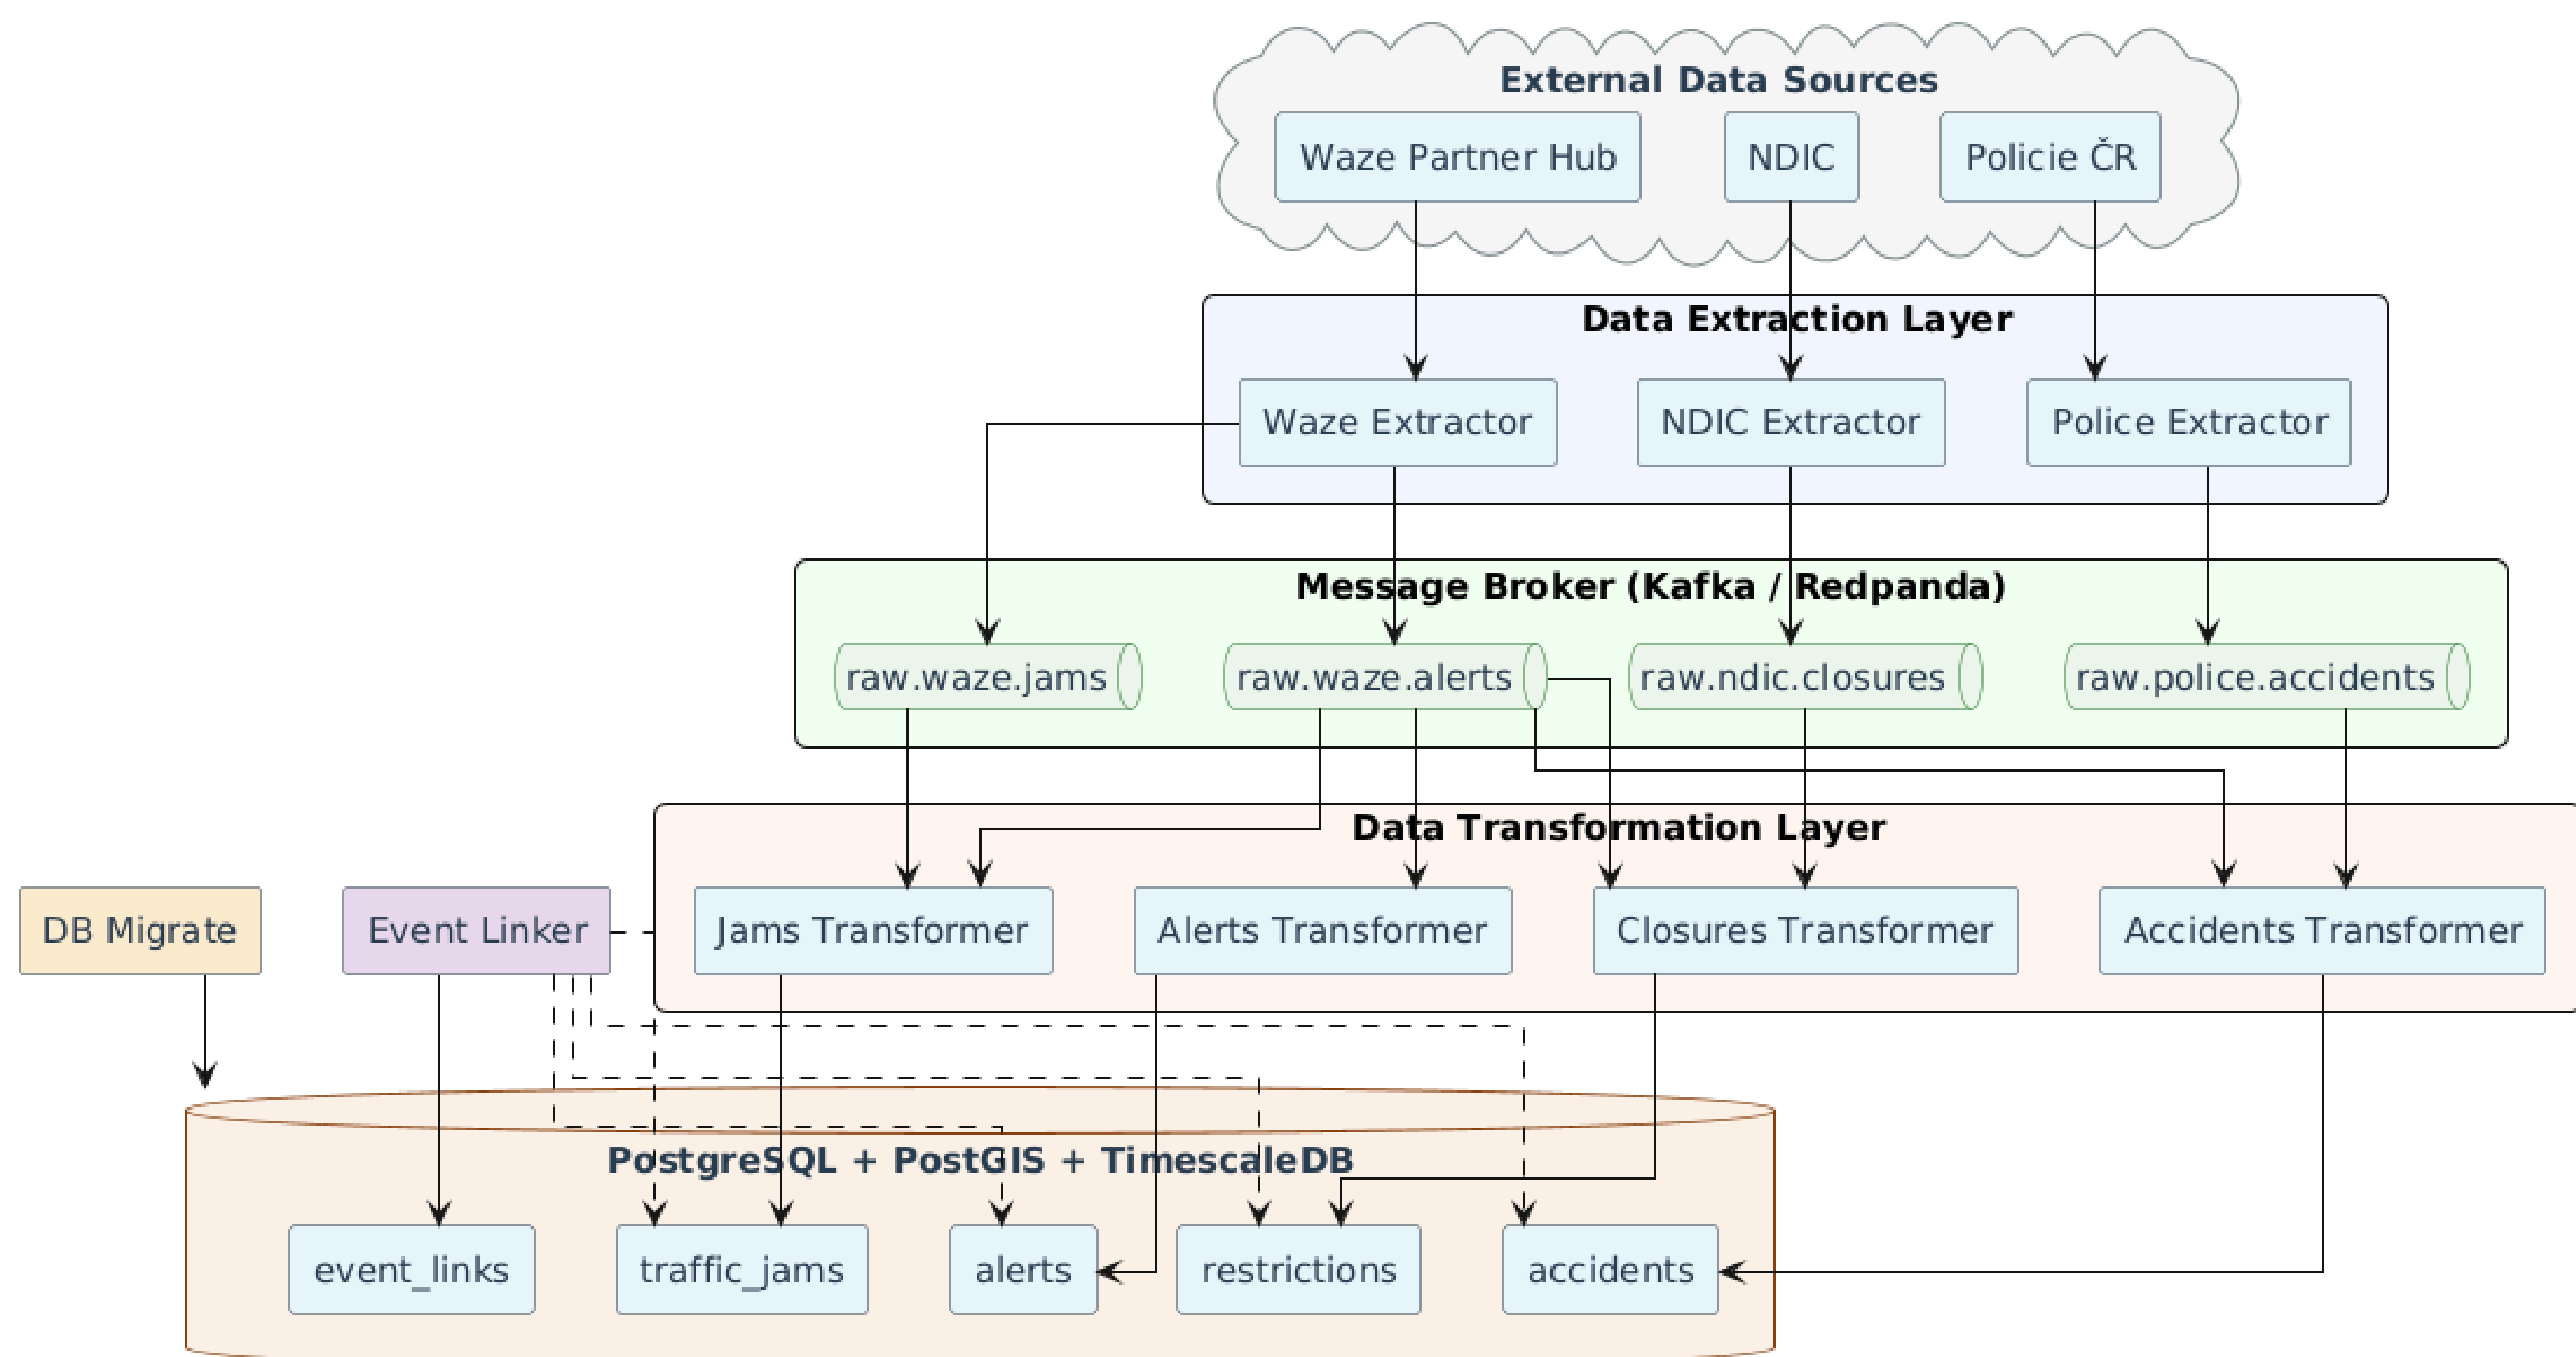 External Data Sources
Waze Partner Hub
NDIC
Policie ČR
Data Extraction Layer
Waze Extractor
NDIC Extractor
Police Extractor
Message Broker (Kafka / Redpanda)
raw.waze.jams
raw.waze.alerts
raw.ndic.closures
raw.police.accidents
Data Transformation Layer
DB Migrate
Event Linker
Jams Transformer
Alerts Transformer
Closures Transformer
Accidents Transformer
PostgreSQL + PostGIS + TimescaleDB
event_links
traffic_jams
alerts
restrictions
accidents